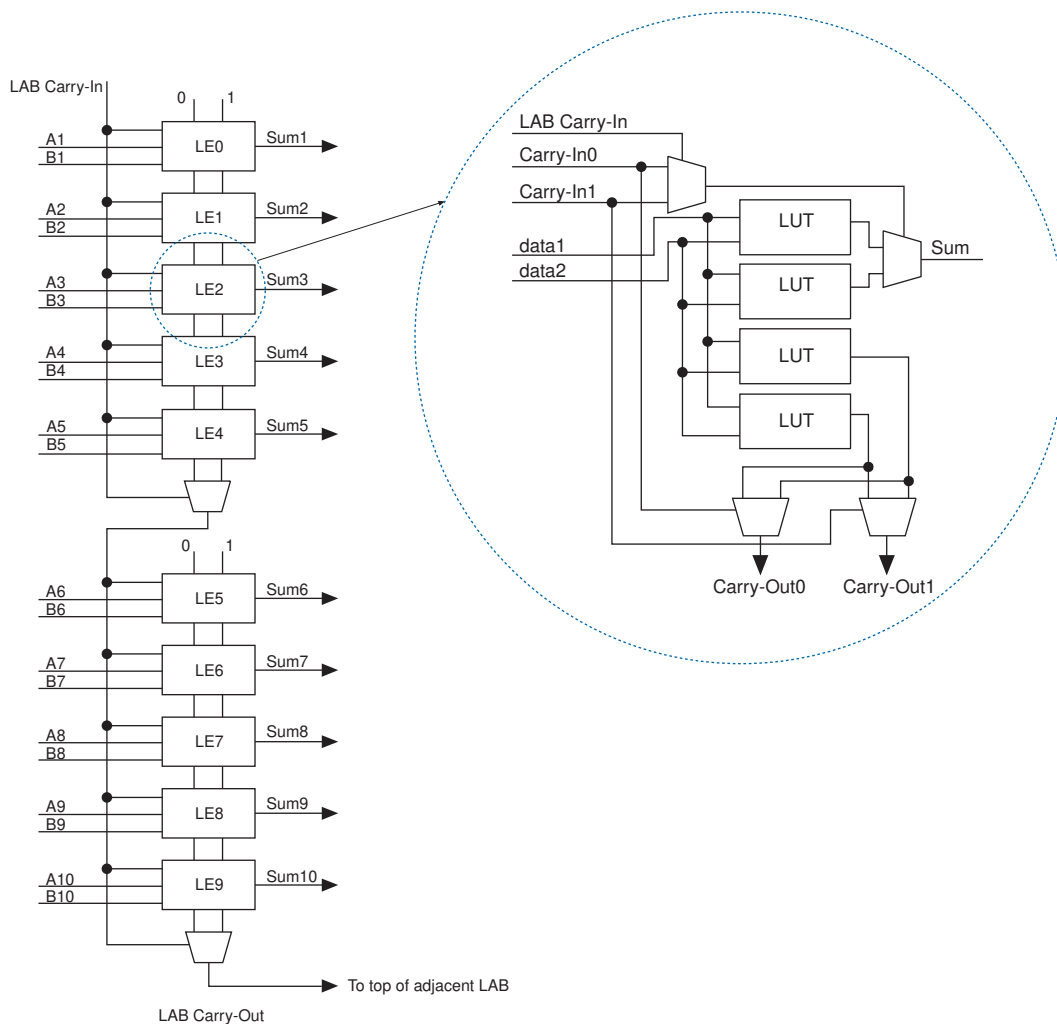 LAB Carry-In
0 1
A1
B1
LE0
Sum1
A2
B2
LE1
Sum2
A3
B3
LE2
Sum3
A4
B4
LE3
Sum4
A5
B5
LE4
Sum5
0 1
A6
B6
LE5
Sum6
A7
B7
LE6
Sum7
A8
B8
LE7
Sum8
A9
B9
LE8
Sum9
A10
B10
LE9
Sum10
To top of adjacent LAB
LAB Carry-Out
LAB Carry-In
Carry-In0
Carry-In1
data1
data2
LUT
LUT
LUT
LUT
Sum
Carry-Out0
Carry-Out1